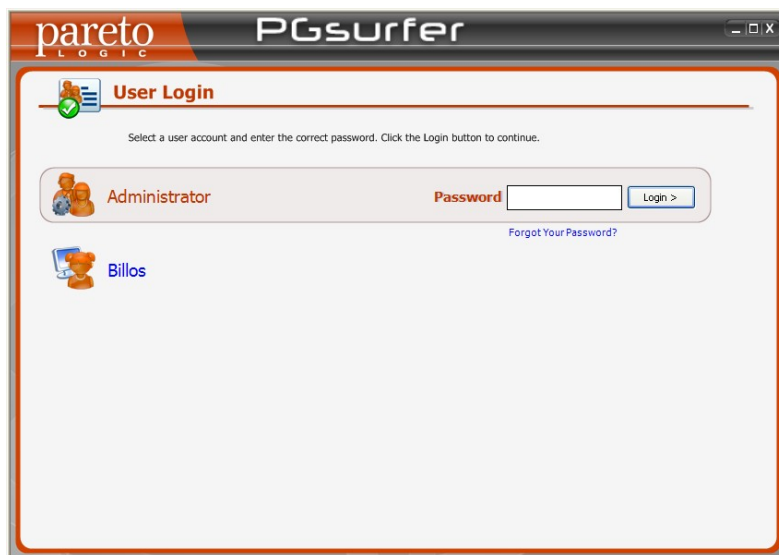 pareto
LOGIC
PGsurfer
User Login
Select a user account and enter the correct password. Click the Login button to continue.
Administrator
Password
Login >
Forgot Your Password?
Billos